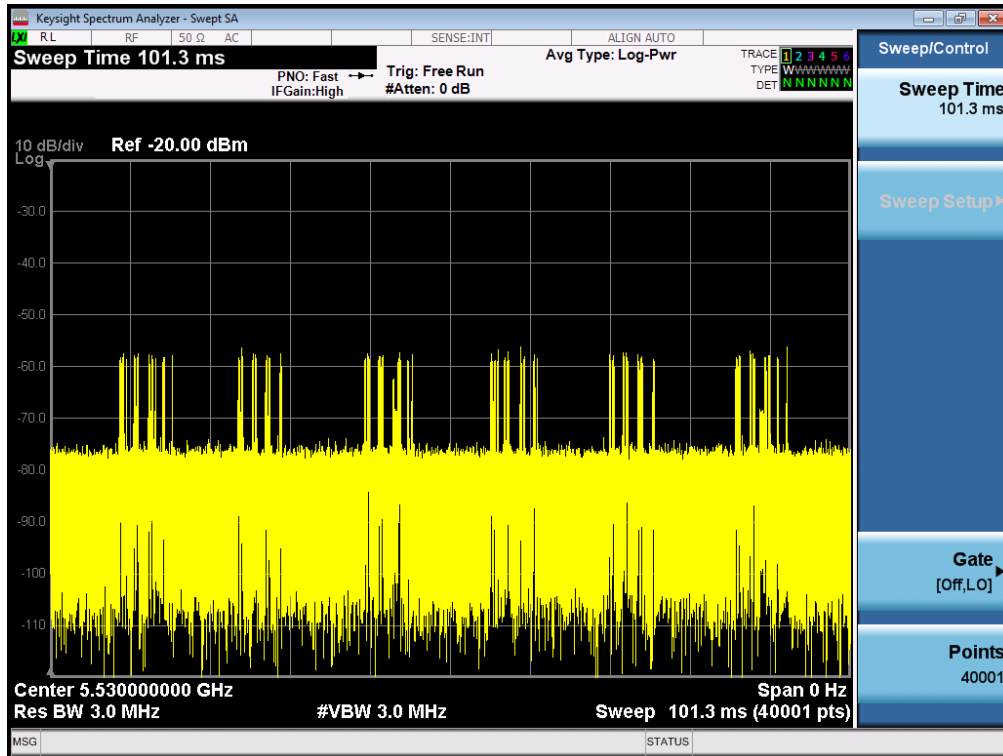 Keysight Spectrum Analyzer - Swept SA
LXI RL RF 50 Ω AC SENSE:INT ALIGN AUTO
Sweep Time 101.3 ms
PNO: Fast
IFGain:High
Trig: Free Run
#Atten: 0 dB
Avg Type: Log-Pwr
TRACE 1 2 3 4 5 6
TYPE WWWWWW
DET N N N N N N
10 dB/div Ref -20.00 dBm
Log
-30.0
-40.0
-50.0
-60.0
-70.0
-80.0
-90.0
-100
-110
Center 5.530000000 GHz Span 0 Hz
Res BW 3.0 MHz #VBW 3.0 MHz Sweep 101.3 ms (40001 pts)
MSG STATUS
Sweep/Control
Sweep Time
101.3 ms
Sweep Setup
Gate
[Off,LO]
Points
40001